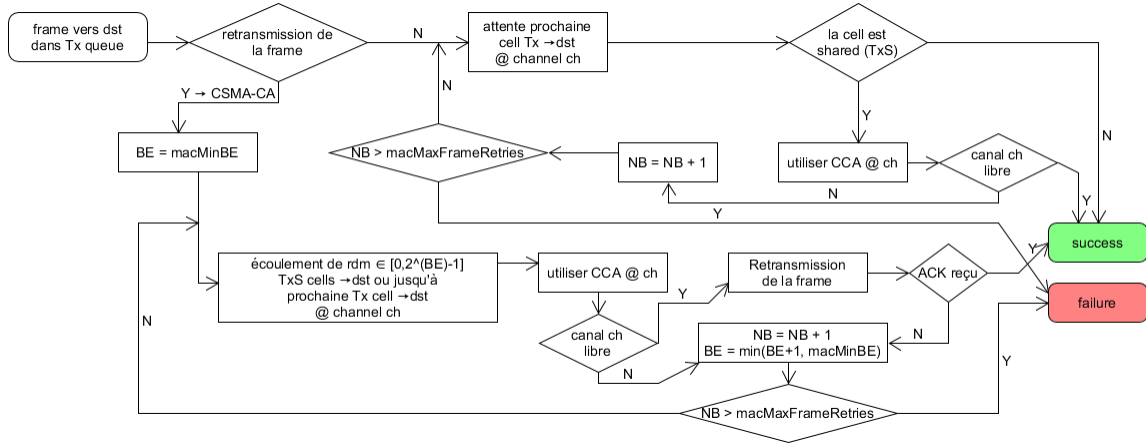 frame vers dst
dans Tx queue
retransmission de
la frame
N
attente prochaine
cell Tx →dst
@ channel ch
la cell est
shared (TxS)
Y → CSMA-CA
N
Y
N
BE = macMinBE
NB > macMaxFrameRetries
NB = NB + 1
utiliser CCA @ ch
canal ch
libre
N
Y
Y
success
écoulement de rdm ∈ [0,2^(BE)-1]
TxS cells →dst ou jusqu'à
prochaine Tx cell →dst
@ channel ch
utiliser CCA @ ch
Y
Retransmission
de la frame
ACK reçu
Y
failure
N
canal ch
libre
NB = NB + 1
BE = min(BE+1, macMinBE)
N
N
Y
NB > macMaxFrameRetries